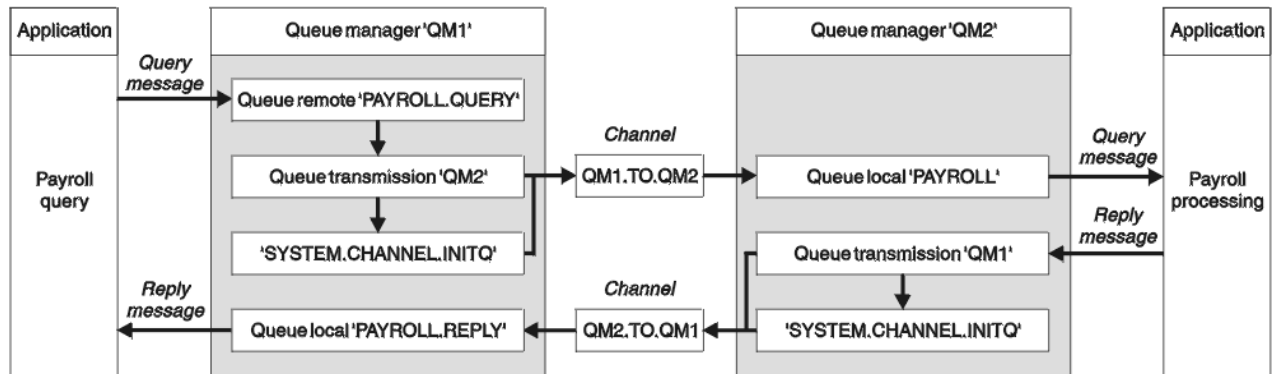 Application
Queue manager 'QM1'
Queue manager 'QM2'
Application
Query
message
Queue remote 'PAYROLL.QUERY'
Channel
Query
message
Payroll
query
Queue transmission 'QM2'
QM1.TO.QM2
Queue local 'PAYROLL'
Payroll
processing
Reply
message
'SYSTEM.CHANNEL.INITQ'
Queue transmission 'QM1'
Reply
message
Channel
Queue local 'PAYROLL.REPLY'
QM2.TO.QM1
'SYSTEM.CHANNEL.INITQ'